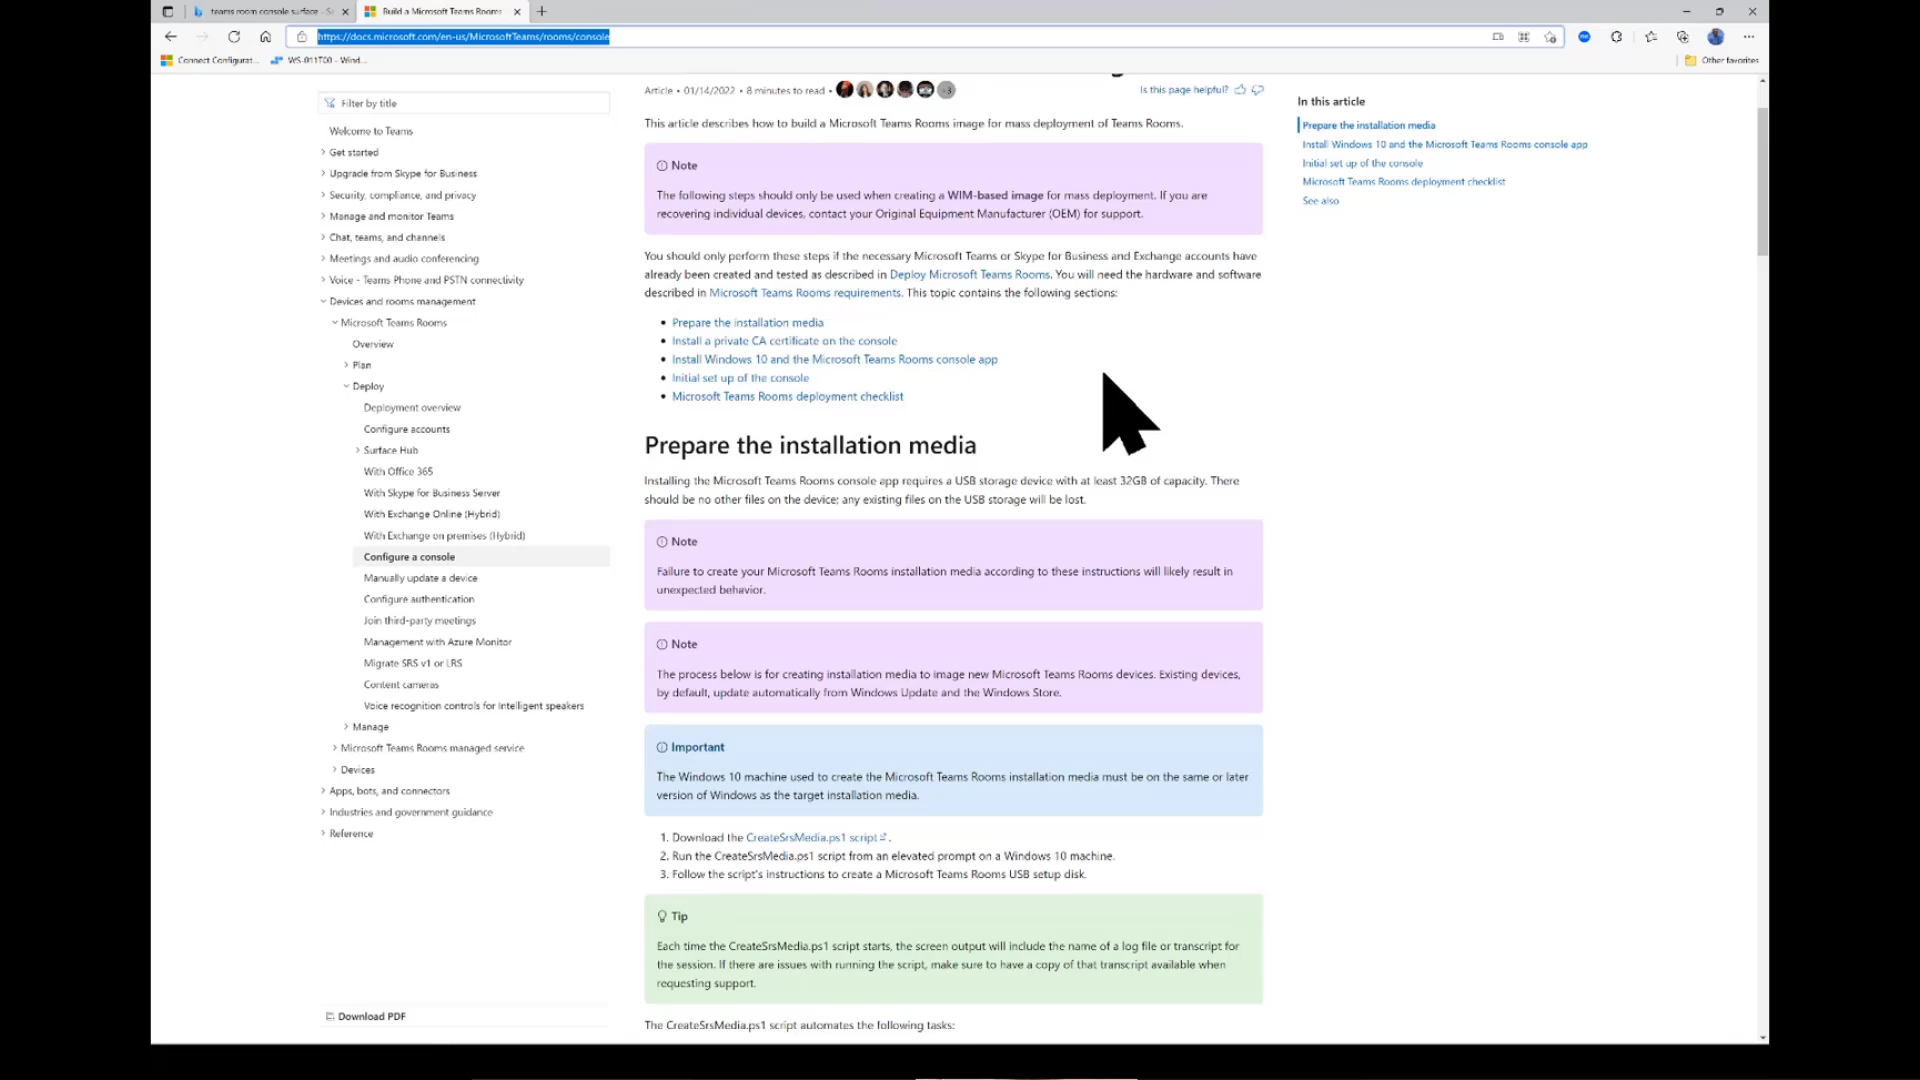 teams room console surface - S
Build a Microsoft Teams Rooms
https://docs.microsoft.com/en-us/MicrosoftTeams/rooms/console
Connect Configurat...
WS-011T00 - Wind...
Other favorites
Filter by title
Welcome to Teams
Get started
Upgrade from Skype for Business
Security, compliance, and privacy
Manage and monitor Teams
Chat, teams, and channels
Meetings and audio conferencing
Voice - Teams Phone and PSTN connectivity
Devices and rooms management
Microsoft Teams Rooms
Overview
Plan
Deploy
Deployment overview
Configure accounts
Surface Hub
With Office 365
With Skype for Business Server
With Exchange Online (Hybrid)
With Exchange on premises (Hybrid)
Configure a console
Manually update a device
Configure authentication
Join third-party meetings
Management with Azure Monitor
Migrate SRS v1 or LRS
Content cameras
Voice recognition controls for Intelligent speakers
Manage
Microsoft Teams Rooms managed service
Devices
Apps, bots, and connectors
Industries and government guidance
Reference
Download PDF
Article • 01/14/2022 • 8 minutes to read • +3
Is this page helpful?
This article describes how to build a Microsoft Teams Rooms image for mass deployment of Teams Rooms.
Note
The following steps should only be used when creating a WIM-based image for mass deployment. If you are
recovering individual devices, contact your Original Equipment Manufacturer (OEM) for support.
You should only perform these steps if the necessary Microsoft Teams or Skype for Business and Exchange accounts have
already been created and tested as described in Deploy Microsoft Teams Rooms. You will need the hardware and software
described in Microsoft Teams Rooms requirements. This topic contains the following sections:
• Prepare the installation media
• Install a private CA certificate on the console
• Install Windows 10 and the Microsoft Teams Rooms console app
• Initial set up of the console
• Microsoft Teams Rooms deployment checklist
Prepare the installation media
Installing the Microsoft Teams Rooms console app requires a USB storage device with at least 32GB of capacity. There
should be no other files on the device; any existing files on the USB storage will be lost.
Note
Failure to create your Microsoft Teams Rooms installation media according to these instructions will likely result in
unexpected behavior.
Note
The process below is for creating installation media to image new Microsoft Teams Rooms devices. Existing devices,
by default, update automatically from Windows Update and the Windows Store.
Important
The Windows 10 machine used to create the Microsoft Teams Rooms installation media must be on the same or later
version of Windows as the target installation media.
1. Download the CreateSrsMedia.ps1 script.
2. Run the CreateSrsMedia.ps1 script from an elevated prompt on a Windows 10 machine.
3. Follow the script's instructions to create a Microsoft Teams Rooms USB setup disk.
Tip
Each time the CreateSrsMedia.ps1 script starts, the screen output will include the name of a log file or transcript for
the session. If there are issues with running the script, make sure to have a copy of that transcript available when
requesting support.
The CreateSrsMedia.ps1 script automates the following tasks:
In this article
Prepare the installation media
Install Windows 10 and the Microsoft Teams Rooms console app
Initial set up of the console
Microsoft Teams Rooms deployment checklist
See also